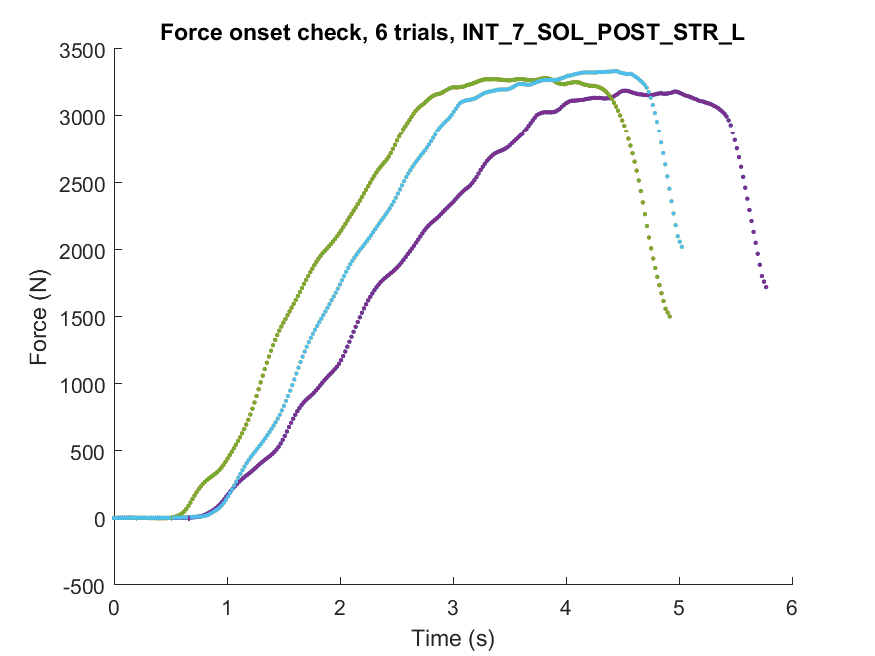 Force onset check, 6 trials, INT_7_SOL_POST_STR_L
3500
3000
2500
2000
1500
1000
500
0
-500
Force (N)
0 1 2 3 4 5 6
Time (s)